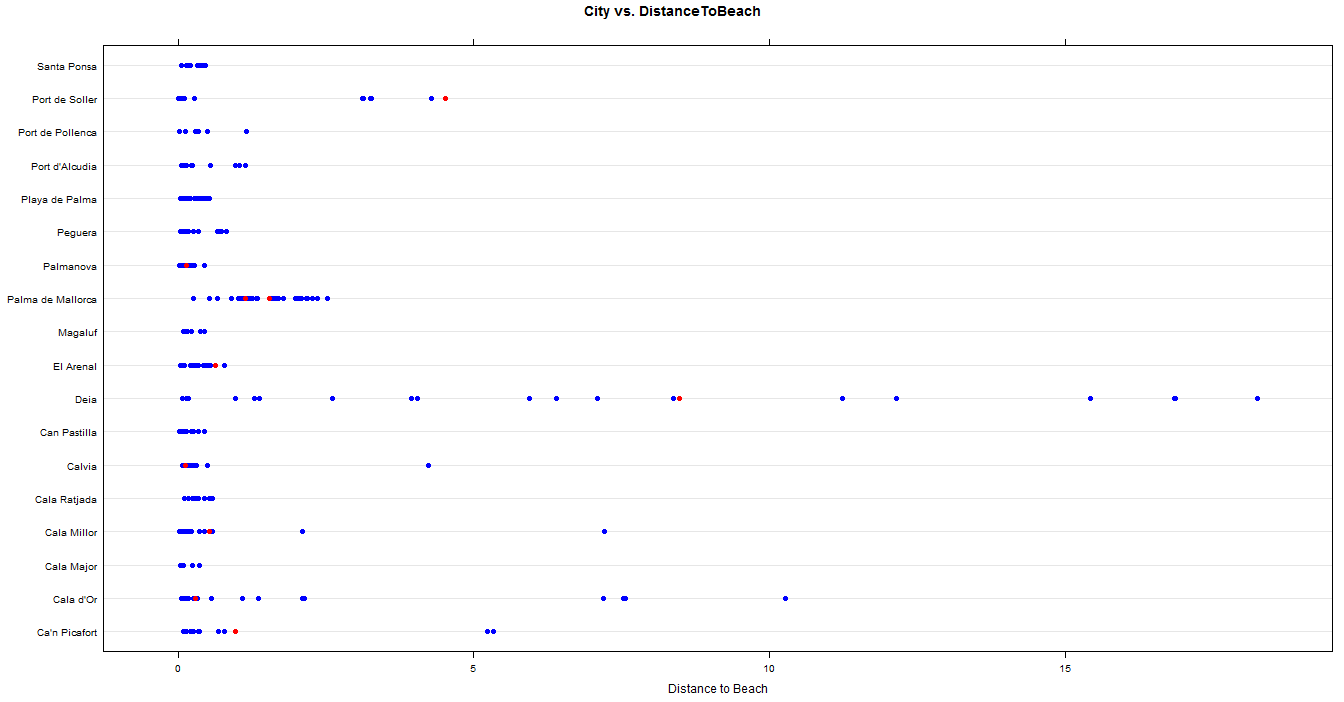 City vs. DistanceToBeach
Santa Ponsa
Port de Soller
Port de Pollenca
Port d'Alcudia
Playa de Palma
Peguera
Palmanova
Palma de Mallorca
Magaluf
El Arenal
Deia
Can Pastilla
Calvia
Cala Ratjada
Cala Millor
Cala Major
Cala d'Or
Ca'n Picafort
0 5 10 15
Distance to Beach